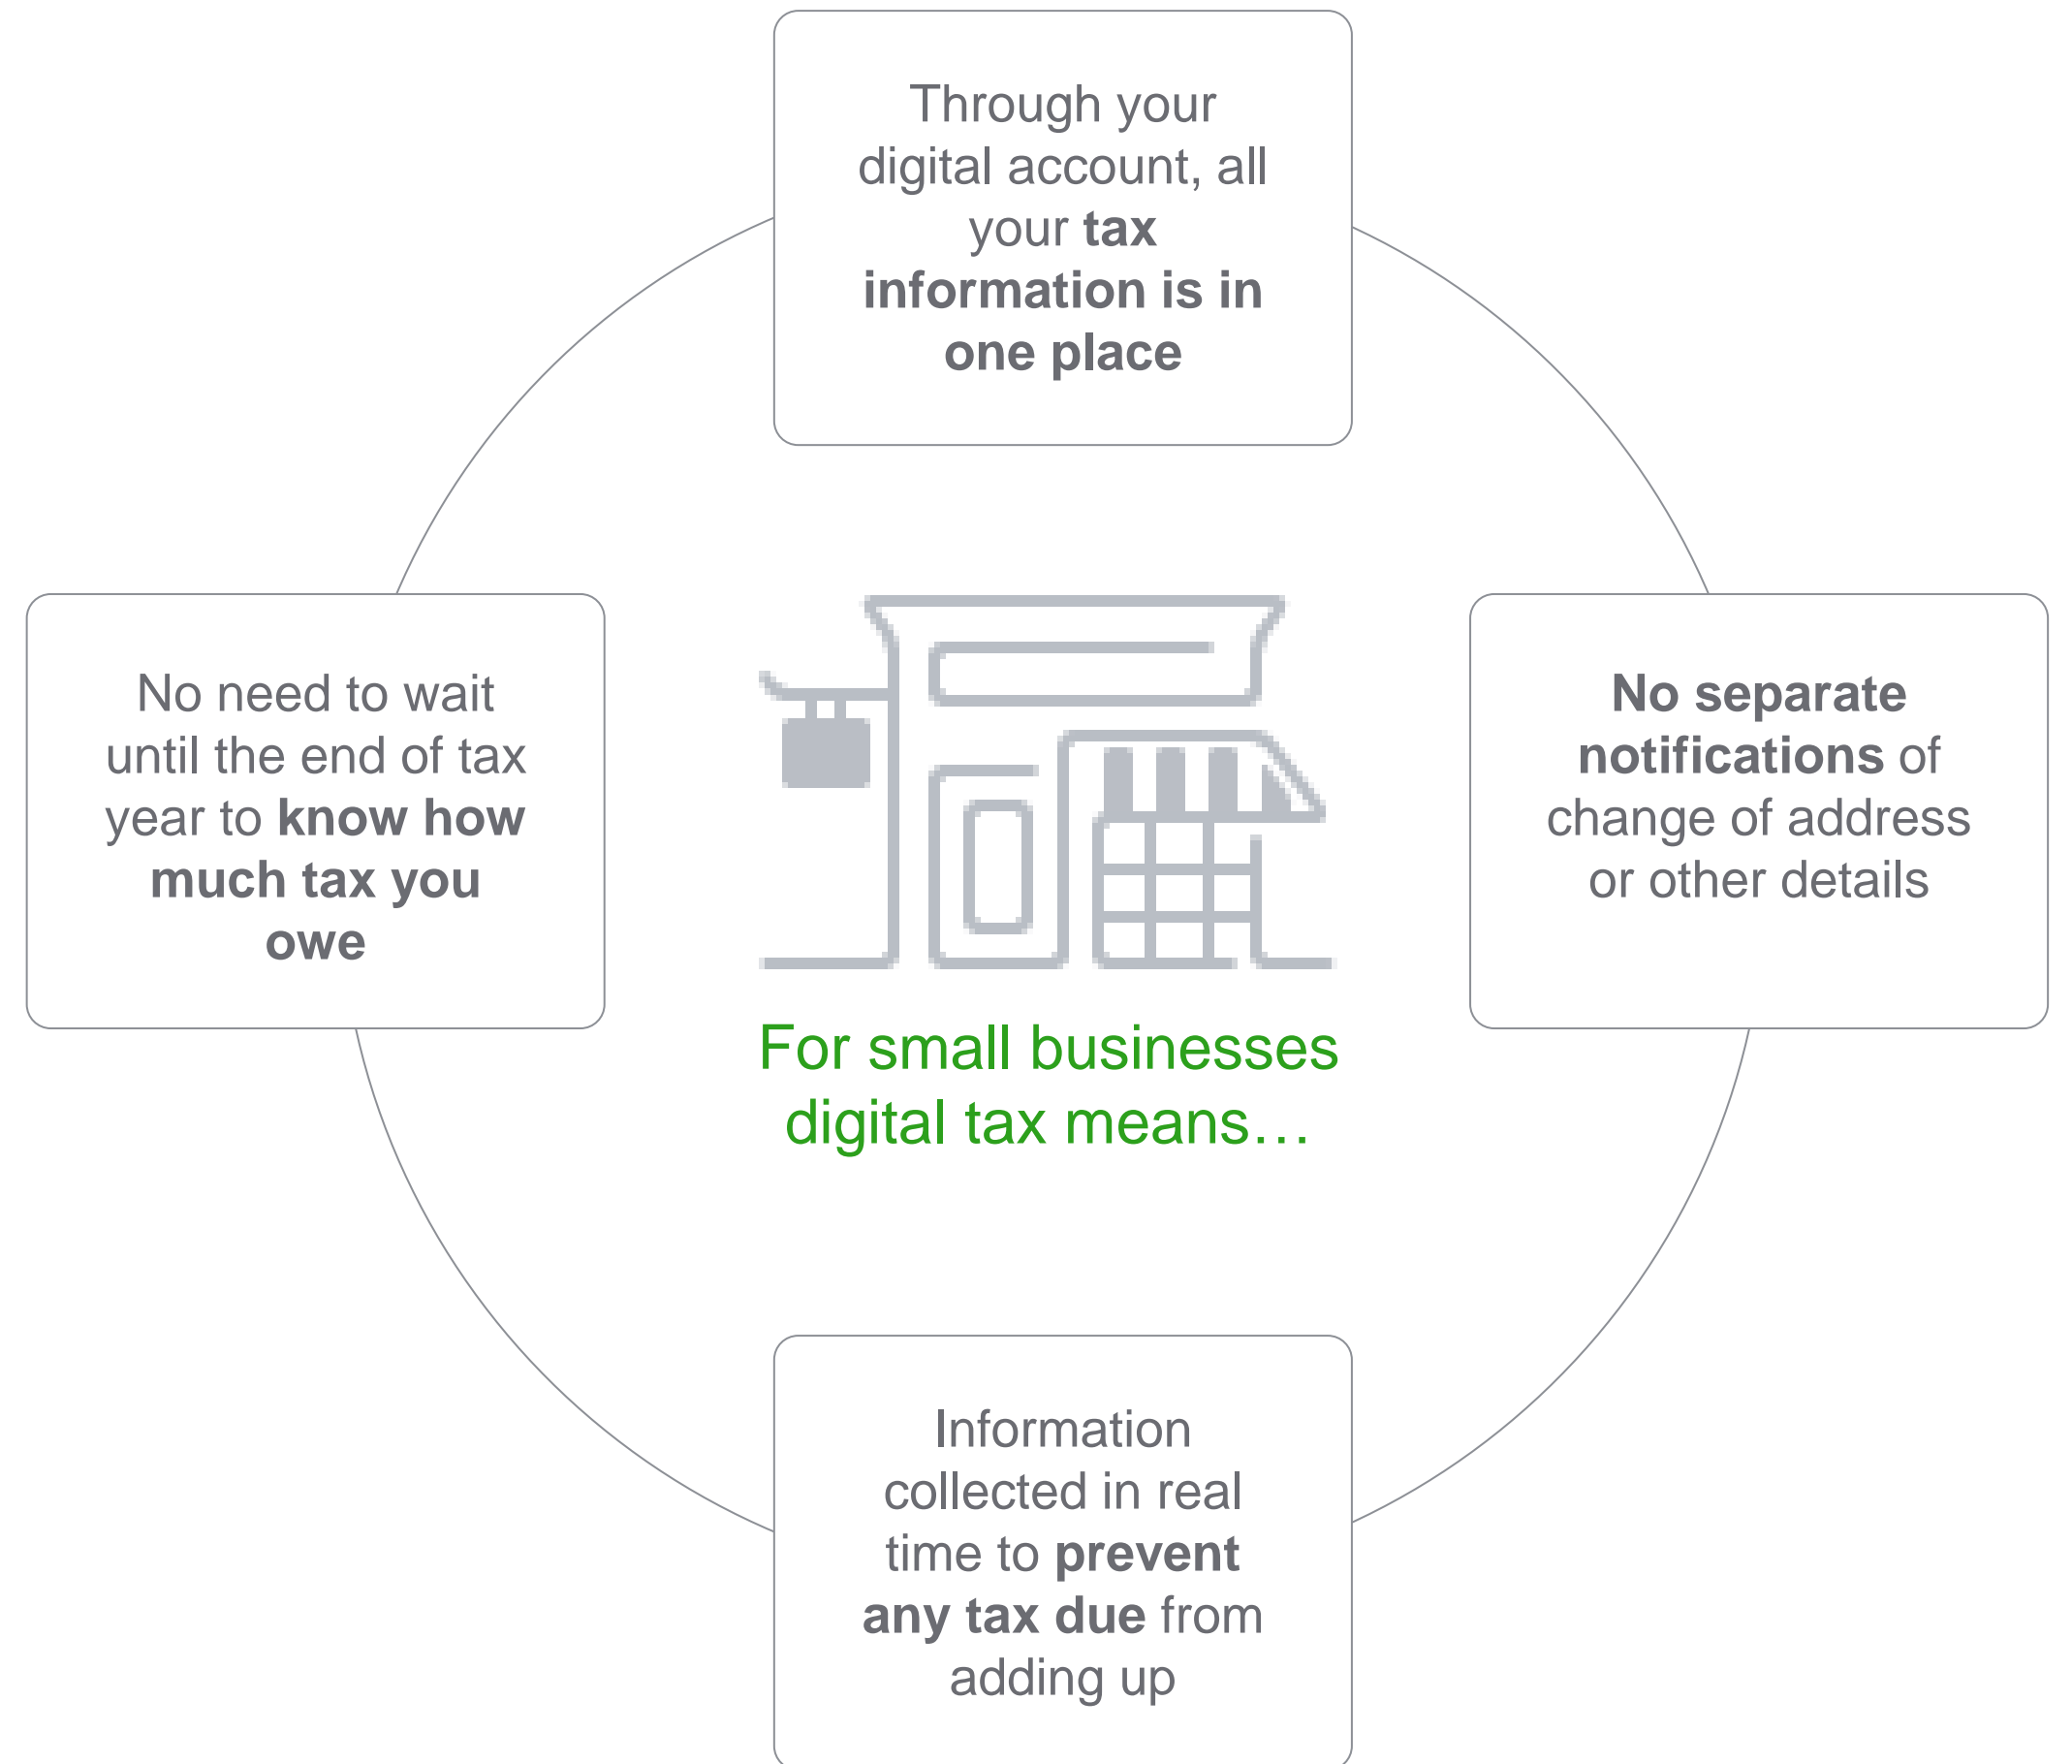 Through your
digital account, all
your tax
information is in
one place
No need to wait
until the end of tax
year to know how
much tax you
owe
No separate
notifications of
change of address
or other details
For small businesses
digital tax means…
Information
collected in real
time to prevent
any tax due from
adding up